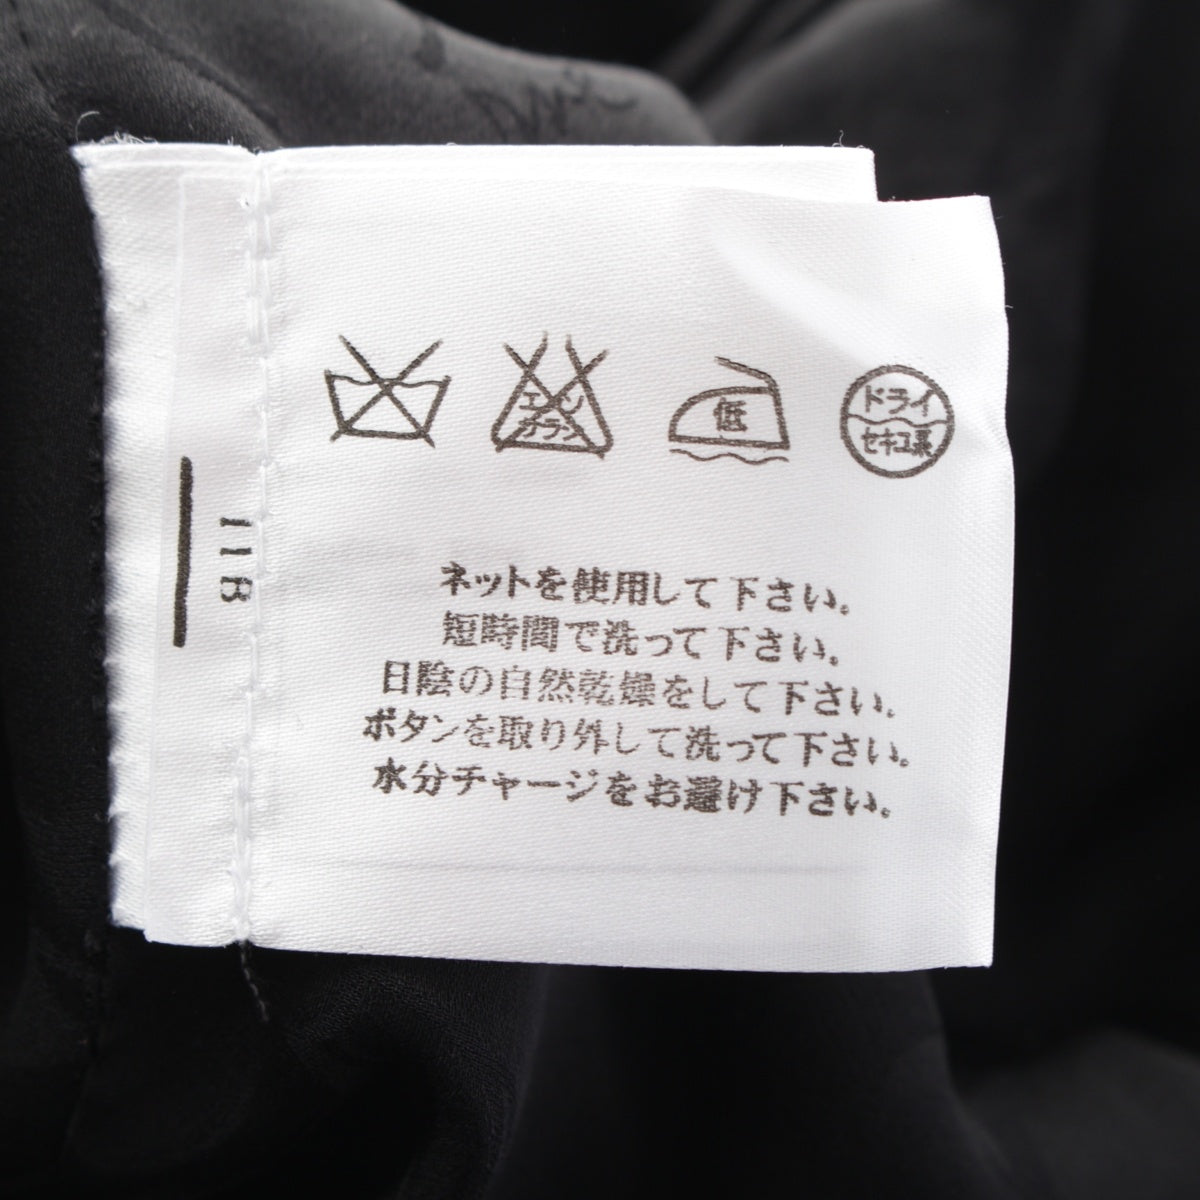 エンソ
サラシ
低
ドライ
セキユ系
11B
ネットを使用して下さい。
短時間で洗って下さい。
日陰の自然乾燥をして下さい。
ボタンを取り外して洗って下さい。
水分チャージをお避け下さい。